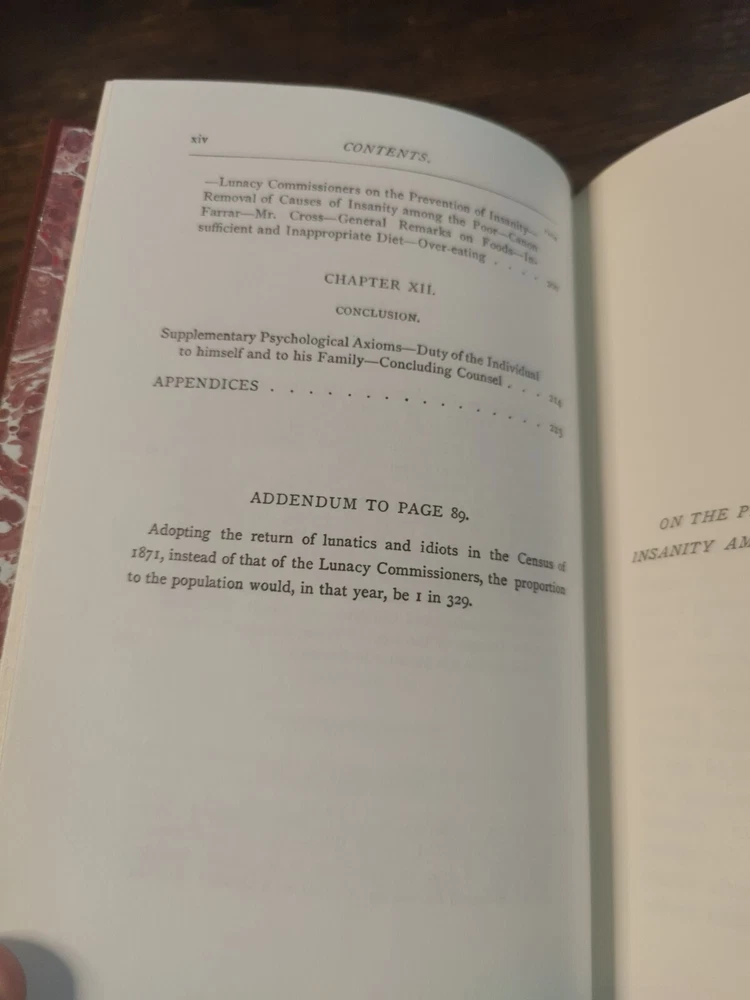 xiv
CONTENTS.
Page
—Lunacy Commissioners on the Prevention of Insanity—
Removal of Causes of Insanity among the Poor—Canon
Farrar—Mr. Cross—General Remarks on Foods—In-
sufficient and Inappropriate Diet—Over-eating . . . .
CHAPTER XII.
CONCLUSION.
Supplementary Psychological Axioms—Duty of the Individual
to himself and to his Family—Concluding Counsel . . . 214
APPENDICES . . . . . . . . . . . . . . . 225
ADDENDUM TO PAGE 89.
Adopting the return of lunatics and idiots in the Census of
1871, instead of that of the Lunacy Commissioners, the proportion
to the population would, in that year, be 1 in 329.
ON THE
INSANITY